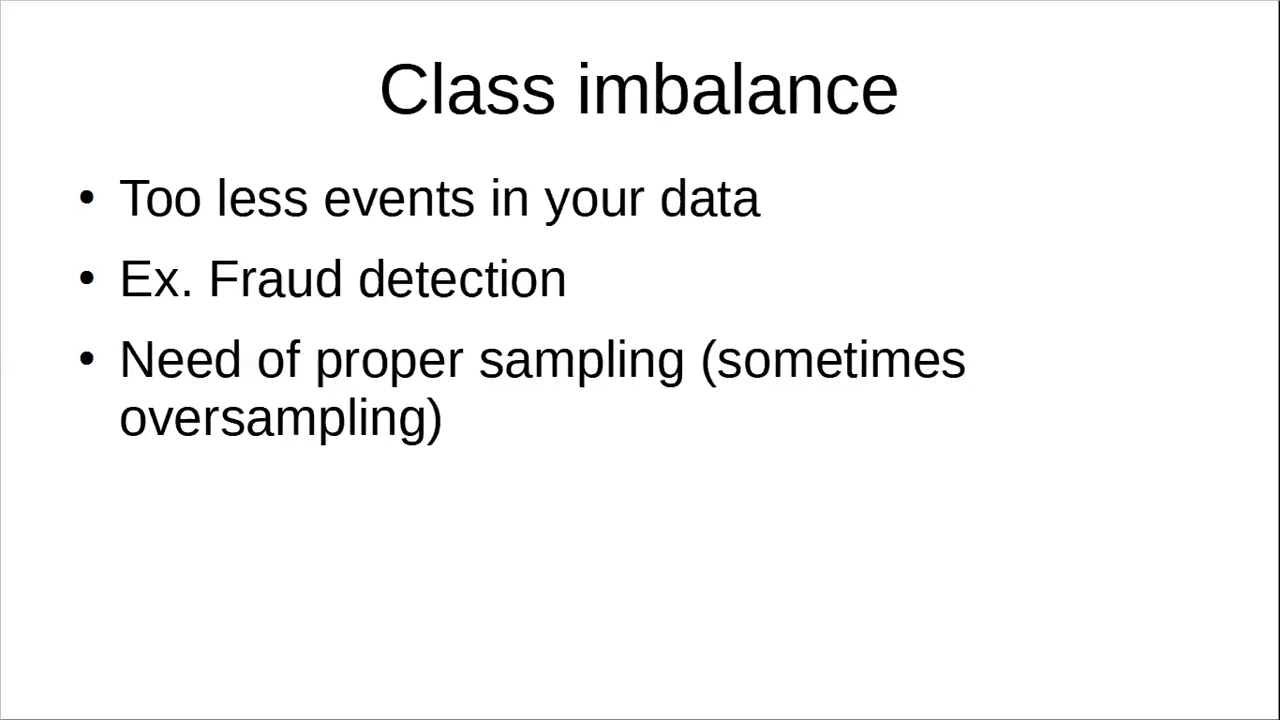 Class imbalance
• Too less events in your data
• Ex. Fraud detection
• Need of proper sampling (sometimes
oversampling)